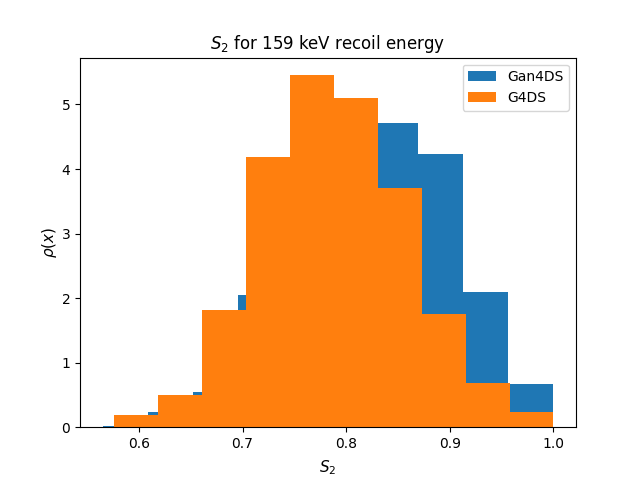 S₂ for 159 keV recoil energy
Gan4DS
G4DS
ρ(x)
5
4
3
2
1
0
0.6 0.7 0.8 0.9 1.0
S₂